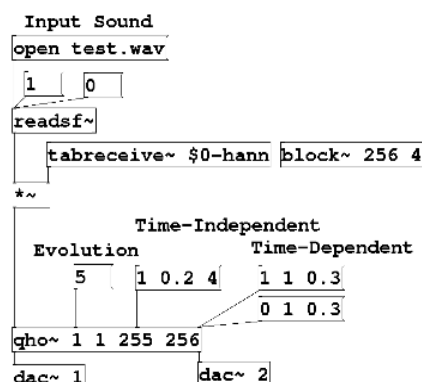 Input Sound
open test.wav
1 0
readsf~
tabreceive~ $0-hann block~ 256 4
*~
Time-Independent
Evolution Time-Dependent
5 1 0.2 4 1 1 0.3
0 1 0.3
qho~ 1 1 255 256
dac~ 1 dac~ 2